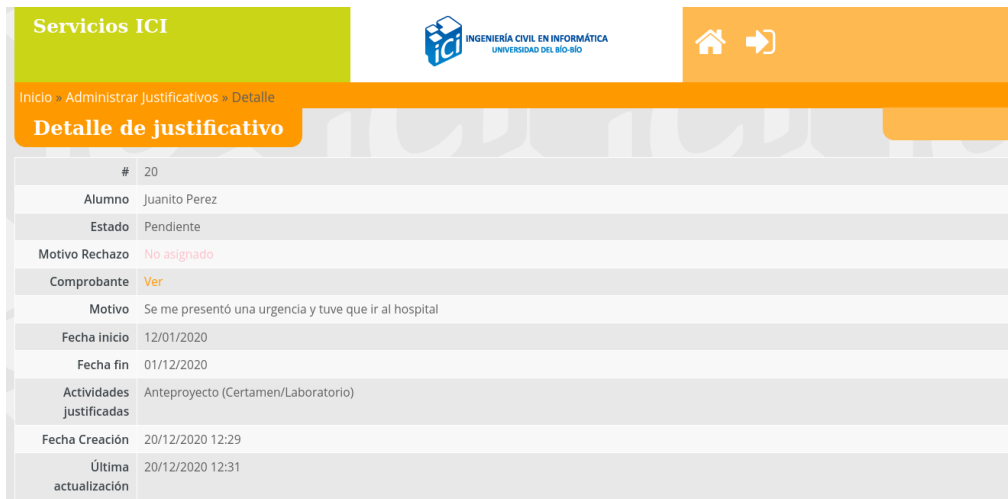 Servicios ICI
ici
INGENIERÍA CIVIL EN INFORMÁTICA
UNIVERSIDAD DEL BÍO-BÍO
Inicio » Administrar Justificativos » Detalle
Detalle de justificativo
# 20
Alumno Juanito Perez
Estado Pendiente
Motivo Rechazo No asignado
Comprobante Ver
Motivo Se me presentó una urgencia y tuve que ir al hospital
Fecha inicio 12/01/2020
Fecha fin 01/12/2020
Actividades Anteproyecto (Certamen/Laboratorio)
justificadas
Fecha Creación 20/12/2020 12:29
Última 20/12/2020 12:31
actualización